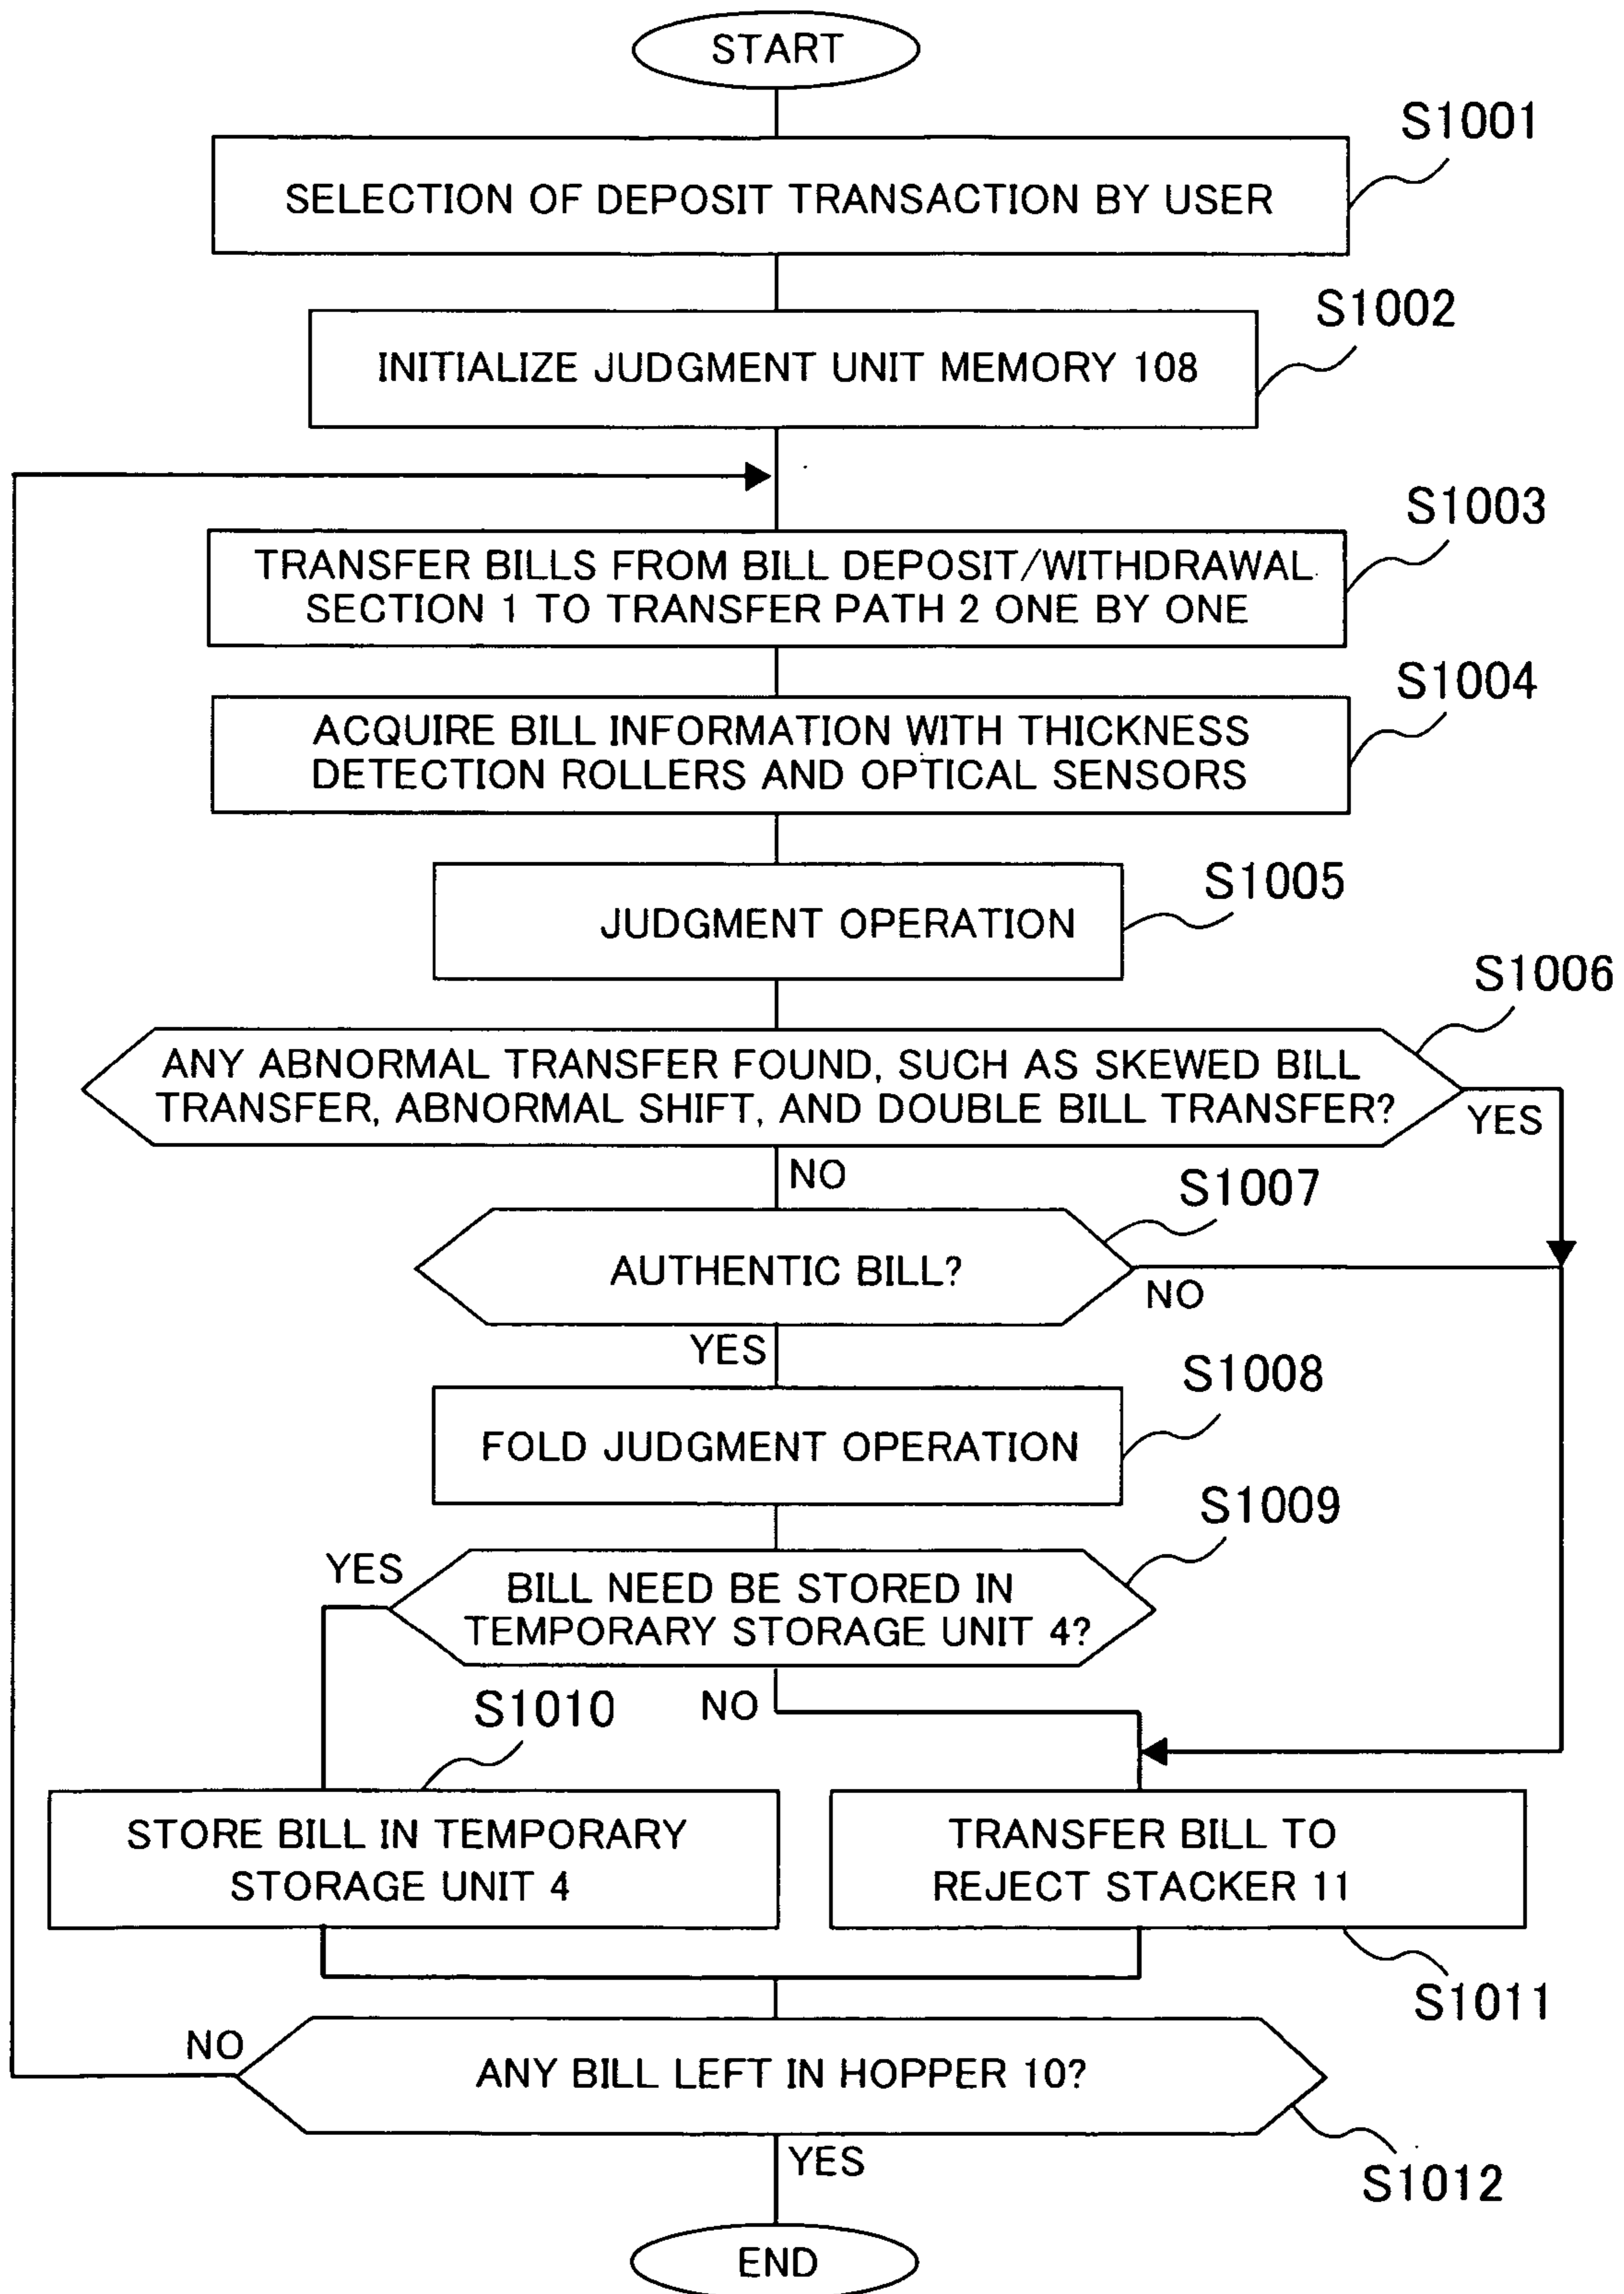 START
S1001
SELECTION OF DEPOSIT TRANSACTION BY USER
S1002
INITIALIZE JUDGMENT UNIT MEMORY 108
S1003
TRANSFER BILLS FROM BILL DEPOSIT/WITHDRAWAL
SECTION 1 TO TRANSFER PATH 2 ONE BY ONE
S1004
ACQUIRE BILL INFORMATION WITH THICKNESS
DETECTION ROLLERS AND OPTICAL SENSORS
S1005
JUDGMENT OPERATION
S1006
ANY ABNORMAL TRANSFER FOUND, SUCH AS SKEWED BILL
TRANSFER, ABNORMAL SHIFT, AND DOUBLE BILL TRANSFER?
YES
NO
S1007
AUTHENTIC BILL?
NO
YES
S1008
FOLD JUDGMENT OPERATION
S1009
YES
BILL NEED BE STORED IN
TEMPORARY STORAGE UNIT 4?
S1010
NO
STORE BILL IN TEMPORARY
STORAGE UNIT 4
TRANSFER BILL TO
REJECT STACKER 11
S1011
NO
ANY BILL LEFT IN HOPPER 10?
YES
S1012
END